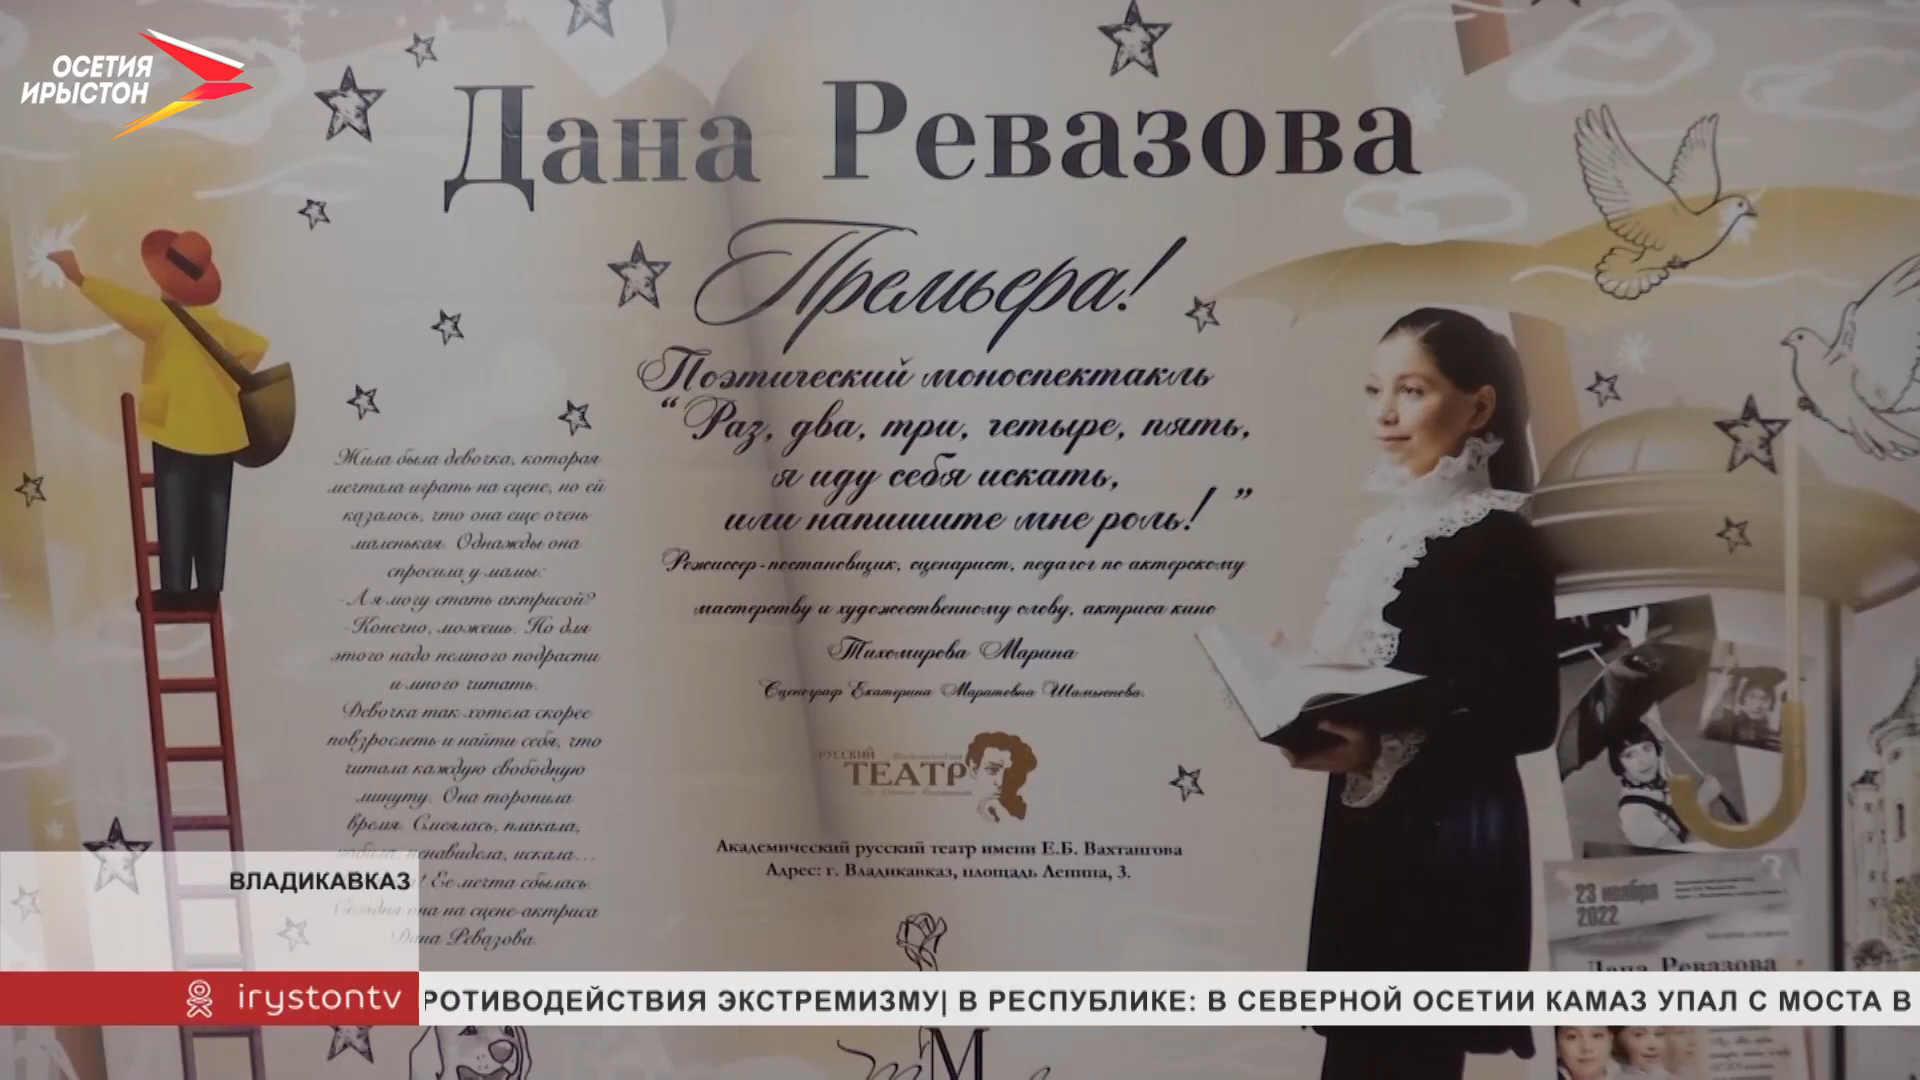 ОСЕТИЯ
ИРЫСТОН
Дана Ревазова
Премьера!
Поэтический моноспектакль
“Раз, два, три, четыре, пять,
я иду себя искать,
или напишите мне роль!”
Режиссер-постановщик, сценарист, педагог по актерскому
мастерству и художественному слову, актриса кино
Тихомирова Марина
Сценограф Екатерина Маратовна
РУССКИЙ
ТЕАТР
Академический русский театр имени Е.Б. Вахтангова
Адрес: г. Владикавказ, площадь Ленина, 3.
Жила была девочка, которая
мечтала играть на сцене, но ей
казалось, что она еще очень
маленькая. Однажды она
спросила у мамы:
-А я могу стать актрисой?
-Конечно, можешь. Но для
этого надо немного подрасти
и много читать.
Девочка так хотела скорее
повзрослеть и найти себя, что
читала каждую свободную
минуту. Она торопила
время. Смеялась, плакала,
любила, ненавидела, искала...
! Ее мечта сбылась.
Сегодня она на сцене-актриса
Дана Ревазова.
23 ноября
2022
Дана Ревазова
М
ВЛАДИКАВКАЗ
irystontv
РОТИВОДЕЙСТВИЯ ЭКСТРЕМИЗМУ| В РЕСПУБЛИКЕ: В СЕВЕРНОЙ ОСЕТИИ КАМАЗ УПАЛ С МОСТА В